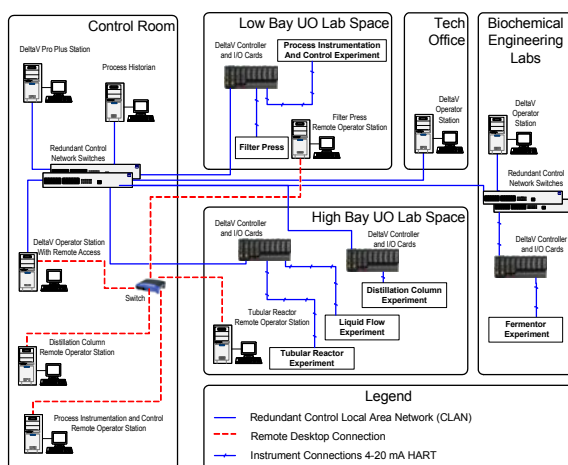 Control Room
DeltaV Pro Plus Station
Process Historian
Redundant Control
Network Switches
DeltaV Operator Station
With Remote Access
Switch
Distillation Column
Remote Operator Station
Process Instrumentation and Control
Remote Operator Station
Low Bay UO Lab Space
DeltaV Controller
and I/O Cards
Process Instrumentation
And Control Experiment
Filter Press
Remote Operator Station
Filter Press
Tech
Office
DeltaV
Operator
Station
Biochemical
Engineering
Labs
DeltaV
Operator
Station
Redundant Control
Network Switches
DeltaV Controller
and I/O Cards
Fermentor
Experiment
High Bay UO Lab Space
DeltaV Controller
and I/O Cards
DeltaV Controller
and I/O Cards
Distillation Column
Experiment
Tubular Reactor
Remote Operator Station
Liquid Flow
Experiment
Tubular Reactor
Experiment
Legend
Redundant Control Local Area Network (CLAN)
Remote Desktop Connection
Instrument Connections 4-20 mA HART